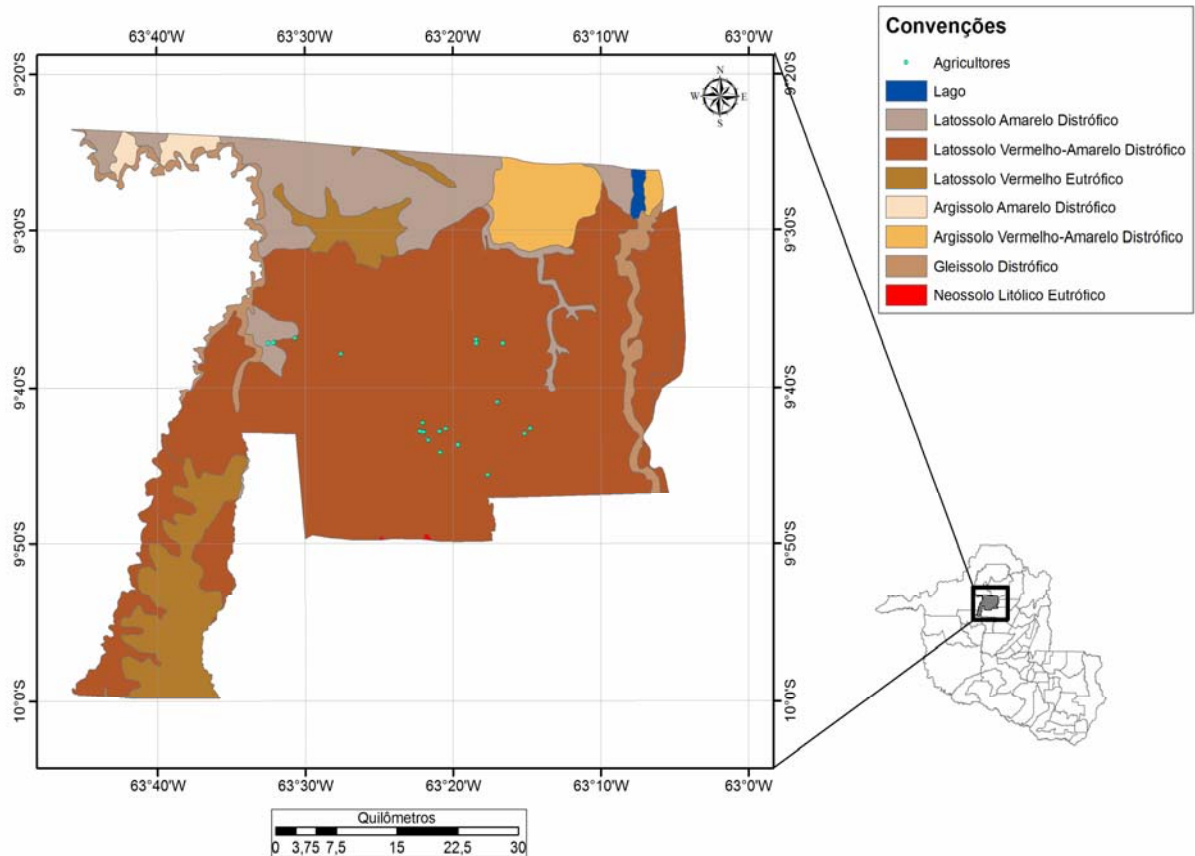 63°40'W 63°30'W 63°20'W 63°10'W 63°0'W
9°20'S 9°20'S
9°30'S 9°30'S
9°40'S 9°40'S
9°50'S 9°50'S
10°0'S 10°0'S
63°40'W 63°30'W 63°20'W 63°10'W 63°0'W
N
W E
S
Convenções
Agricultores
Lago
Latossolo Amarelo Distrófico
Latossolo Vermelho-Amarelo Distrófico
Latossolo Vermelho Eutrófico
Argissolo Amarelo Distrófico
Argissolo Vermelho-Amarelo Distrófico
Gleissolo Distrófico
Neossolo Litólico Eutrófico
Quilômetros
0 3,75 7,5 15 22,5 30